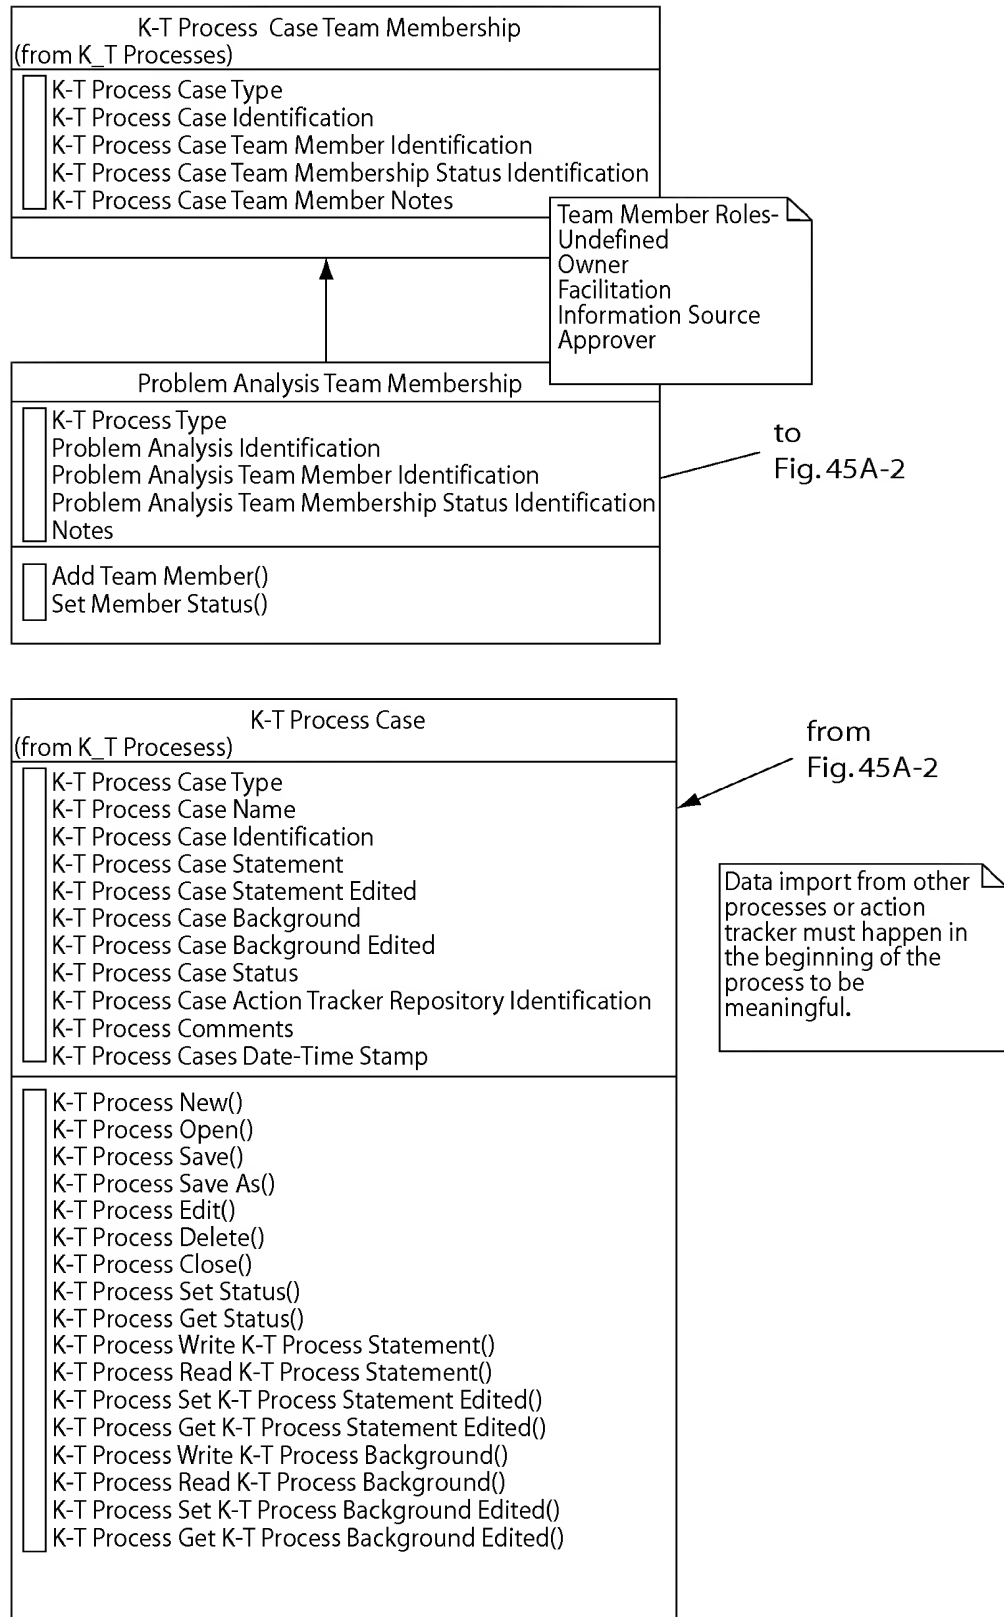 K-T Process Case Team Membership
(from K_T Processes)
K-T Process Case Type
K-T Process Case Identification
K-T Process Case Team Member Identification
K-T Process Case Team Membership Status Identification
K-T Process Case Team Member Notes
Team Member Roles-
Undefined
Owner
Facilitation
Information Source
Approver
Problem Analysis Team Membership
K-T Process Type
Problem Analysis Identification
Problem Analysis Team Member Identification
Problem Analysis Team Membership Status Identification
Notes
Add Team Member()
Set Member Status()
to
Fig. 45A-2
K-T Process Case
(from K_T Procesess)
K-T Process Case Type
K-T Process Case Name
K-T Process Case Identification
K-T Process Case Statement
K-T Process Case Statement Edited
K-T Process Case Background
K-T Process Case Background Edited
K-T Process Case Status
K-T Process Case Action Tracker Repository Identification
K-T Process Comments
K-T Process Cases Date-Time Stamp
from
Fig. 45A-2
Data import from other
processes or action
tracker must happen in
the beginning of the
process to be
meaningful.
K-T Process New()
K-T Process Open()
K-T Process Save()
K-T Process Save As()
K-T Process Edit()
K-T Process Delete()
K-T Process Close()
K-T Process Set Status()
K-T Process Get Status()
K-T Process Write K-T Process Statement()
K-T Process Read K-T Process Statement()
K-T Process Set K-T Process Statement Edited()
K-T Process Get K-T Process Statement Edited()
K-T Process Write K-T Process Background()
K-T Process Read K-T Process Background()
K-T Process Set K-T Process Background Edited()
K-T Process Get K-T Process Background Edited()